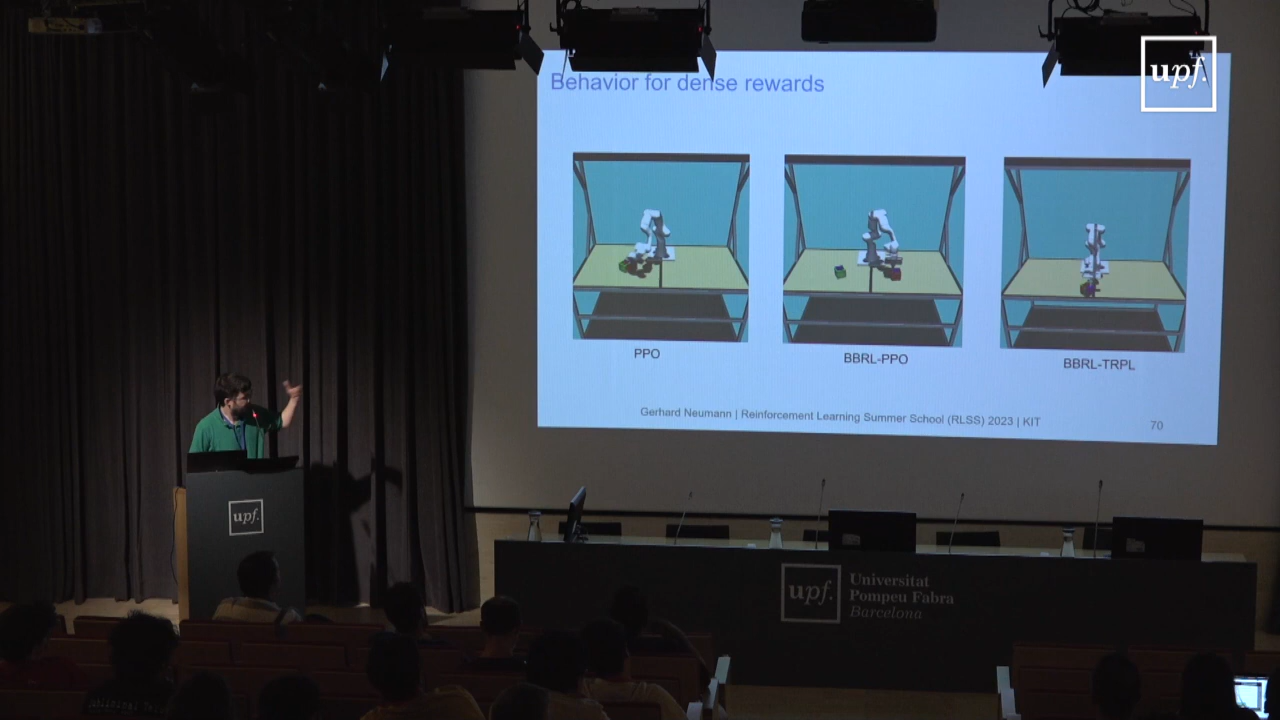 Behavior for dense rewards
upf.
PPO
BBRL-PPO
BBRL-TRPL
Gerhard Neumann | Reinforcement Learning Summer School (RLSS) 2023 | KIT
70
upf.
upf.
Universitat
Pompeu Fabra
Barcelona